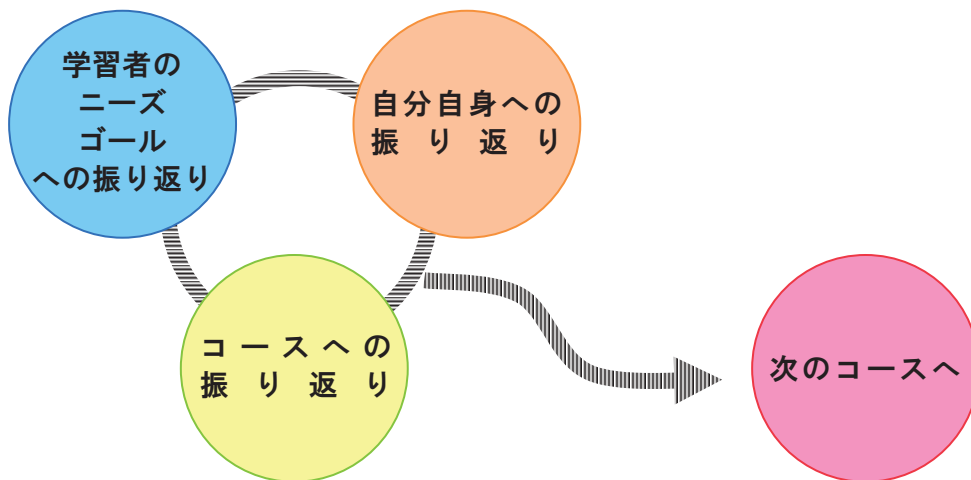 学習者の
ニーズ
ゴール
への振り返り
自分自身への
振り返り
コースへの
振り返り
次のコースへ